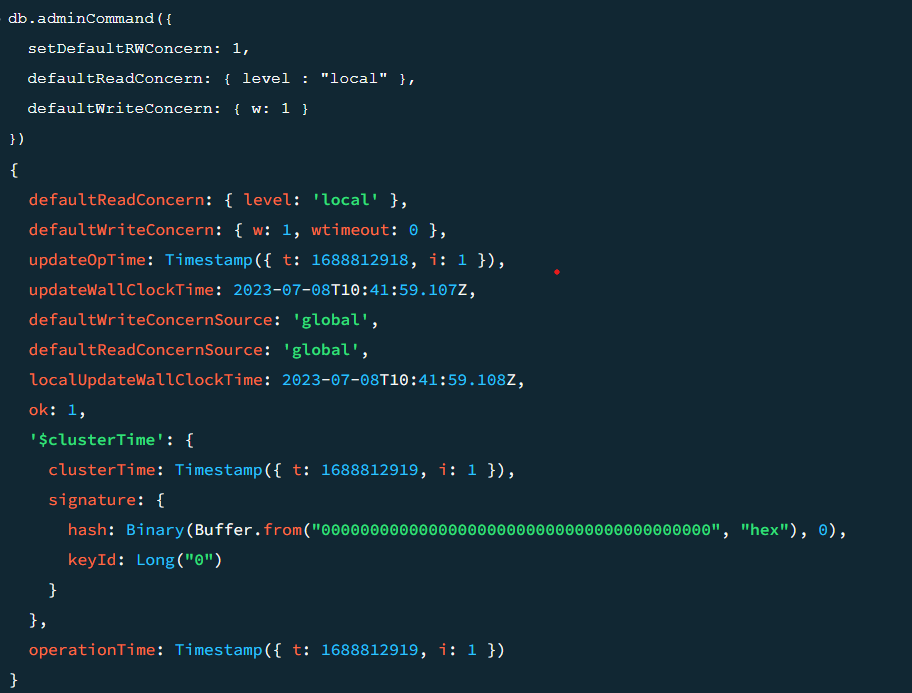 db.adminCommand({
  setDefaultRWConcern: 1,
  defaultReadConcern: { level : "local" },
  defaultWriteConcern: { w: 1 }
})
{
  defaultReadConcern: { level: 'local' },
  defaultWriteConcern: { w: 1, wtimeout: 0 },
  updateOpTime: Timestamp({ t: 1688812918, i: 1 }),
  updateWallClockTime: 2023-07-08T10:41:59.107Z,
  defaultWriteConcernSource: 'global',
  defaultReadConcernSource: 'global',
  localUpdateWallClockTime: 2023-07-08T10:41:59.108Z,
  ok: 1,
  '$clusterTime': {
    clusterTime: Timestamp({ t: 1688812919, i: 1 }),
    signature: {
      hash: Binary(Buffer.from("0000000000000000000000000000000000000000", "hex"), 0),
      keyId: Long("0")
    }
  },
  operationTime: Timestamp({ t: 1688812919, i: 1 })
}